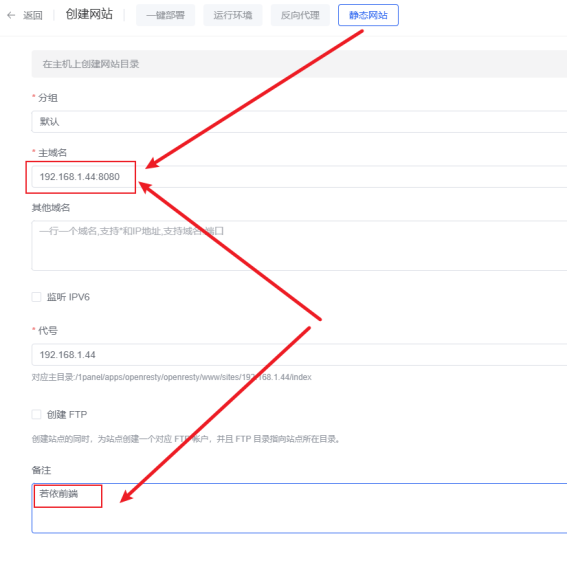 ← 返回 | 创建网站 | 一键部署 运行环境 反向代理 静态网站
在主机上创建网站目录
* 分组
默认
* 主域名
192.168.1.44:8080
其他域名
一行一个域名,支持*和IP地址,支持域名:端口
监听 IPV6
* 代号
192.168.1.44
对应主目录:/1panel/apps/openresty/openresty/www/sites/192.168.1.44/index
创建 FTP
创建站点的同时，为站点创建一个对应 FTP 帐户，并且 FTP 目录指向站点所在目录。
备注
若依前端